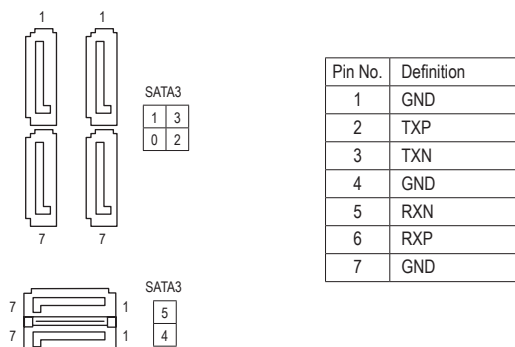 1 1
SATA3
1 3
0 2
7 7
SATA3
7 1
5
7 1
4
Pin No. Definition
1 GND
2 TXP
3 TXN
4 GND
5 RXN
6 RXP
7 GND